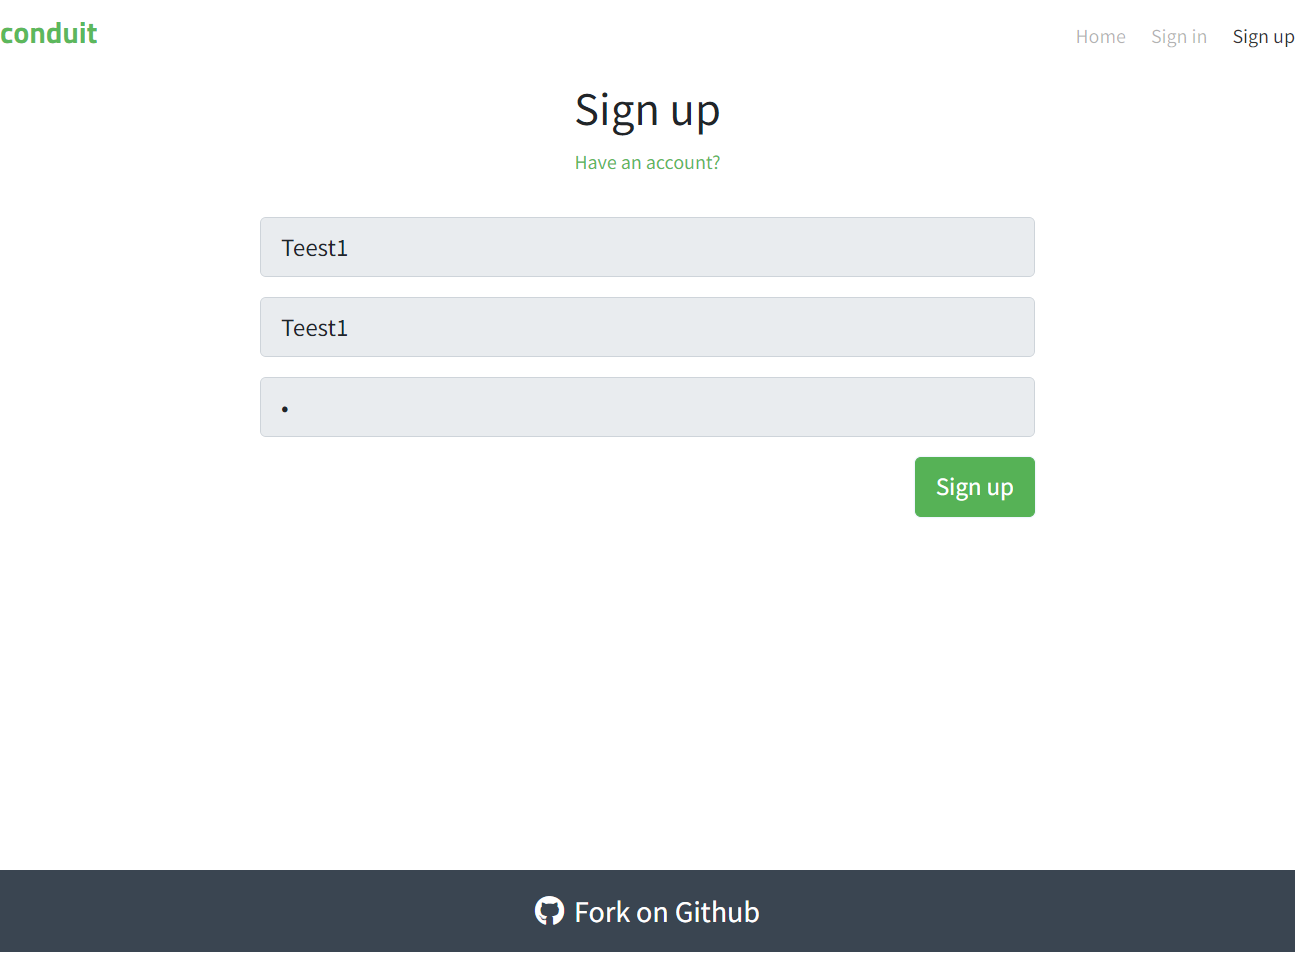 conduit
Home Sign in Sign up
Sign up
Have an account?
Teest1
Teest1
•
Sign up
Fork on Github